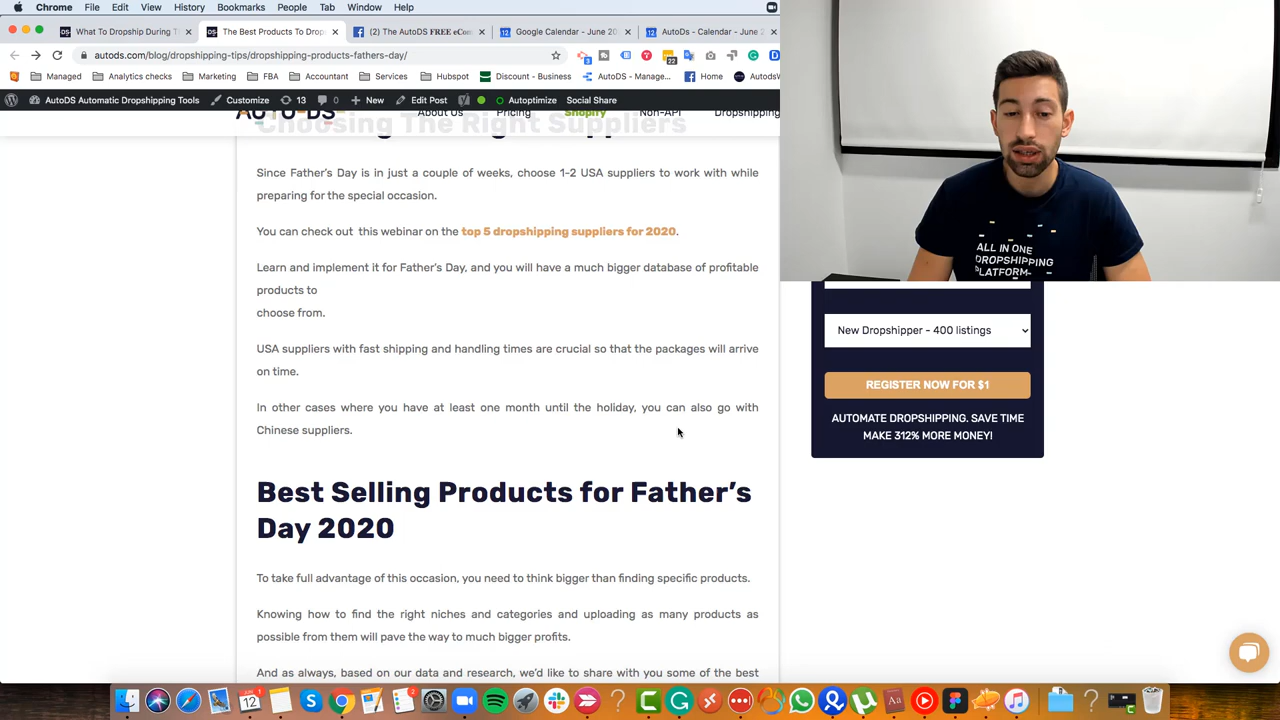 Chrome File Edit View History Bookmarks People Tab Window Help
What To Dropship During T
The Best Products To Drop
(The AutoDS FREE eCom
Google Calendar - June 20
AutoDs - Calendar - June 2
autods.com/blog/dropshipping-tips/dropshipping-products-fathers-day/
Managed Analytics checks Marketing FBA Accountant Services Hubspot Discount - Business AutoDS - Manage... Home AutodsW
AutoDS Automatic Dropshipping Tools Customize 13 0 New Edit Post Autoptimize Social Share
AUTO-DS About Us Pricing Shopify Non-API Dropshipping
Choosing The Right Suppliers
Since Father's Day is in just a couple of weeks, choose 1-2 USA suppliers to work with while
preparing for the special occasion.
You can check out this webinar on the top 5 dropshipping suppliers for 2020.
Learn and implement it for Father's Day, and you will have a much bigger database of profitable
products to
choose from.
USA suppliers with fast shipping and handling times are crucial so that the packages will arrive
on time.
In other cases where you have at least one month until the holiday, you can also go with
Chinese suppliers.
Best Selling Products for Father's
Day 2020
To take full advantage of this occasion, you need to think bigger than finding specific products.
Knowing how to find the right niches and categories and uploading as many products as
possible from them will pave the way to much bigger profits.
And as always, based on our data and research, we'd like to share with you some of the best
ALL IN ONE
DROPSHIPPING
PLATFORM
New Dropshipper - 400 listings
REGISTER NOW FOR $1
AUTOMATE DROPSHIPPING. SAVE TIME
MAKE 312% MORE MONEY!